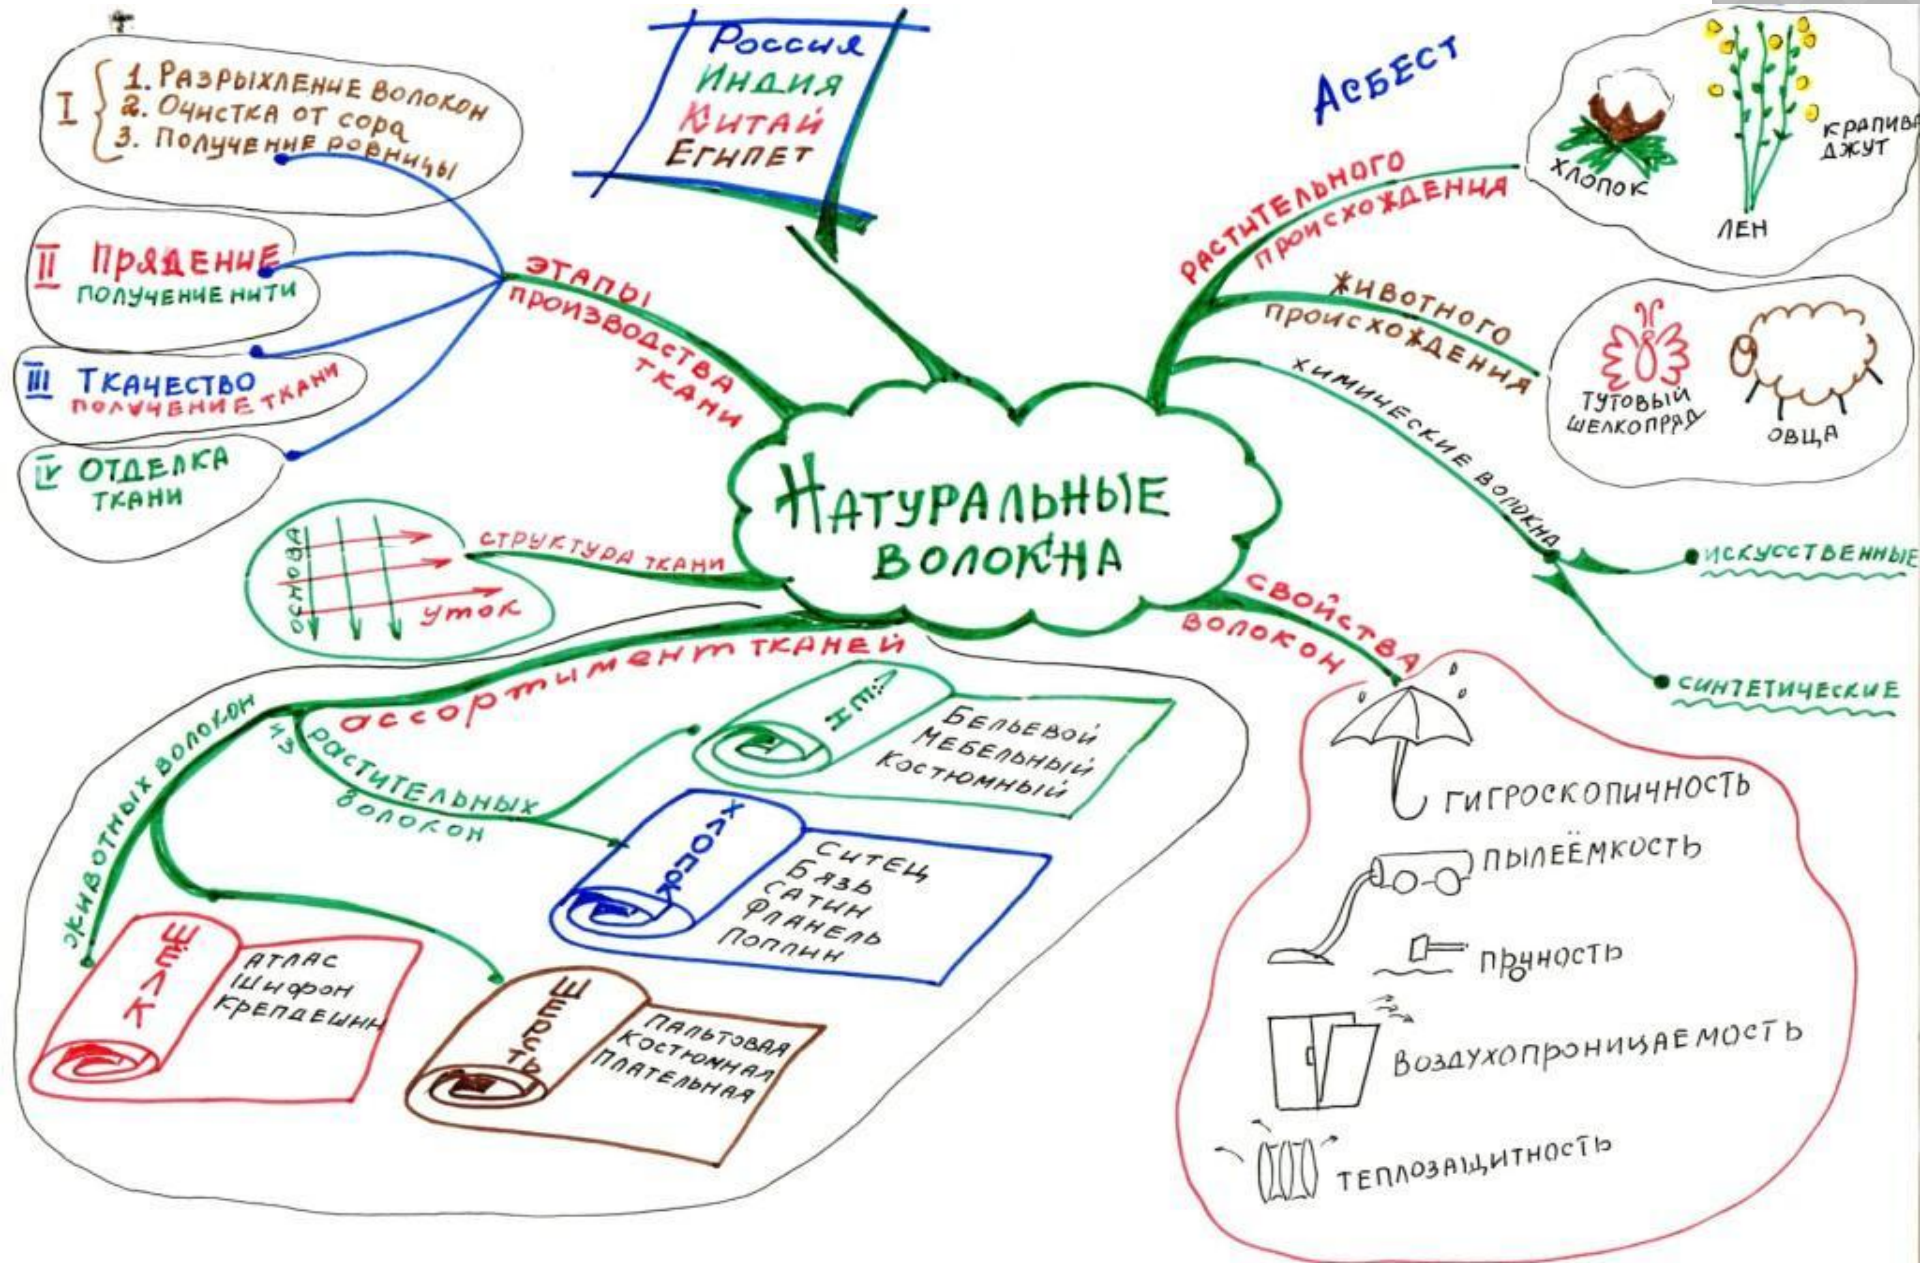 I
1. Разрыхление волокон
2. Очистка от сора
3. Получение ровницы
II Прядение
получение нити
III Ткачество
получение ткани
IV Отделка
ткани
этапы
производства
ткани
Россия
Индия
Китай
Египет
Асбест
растительного
происхождения
хлопок
лен
крапива
джут
животного
происхождения
тутовый
шелкопряд
овца
химические волокна
искусственные
синтетические
Натуральные
волокна
структура ткани
основа
уток
свойства
волокон
гигроскопичность
пылеёмкость
прчность
о
воздухопроницаемость
теплозащитность
ассортимент тканей
из
животных волокон
растительных
волокон
лён
Бельевой
мебельный
костюмный
хлопок
Ситец
Бязь
Сатин
Фланель
Поплин
шёлк
Атлас
Шифон
Крепдешин
шерсть
Пальтовая
Костюмная
Плательная